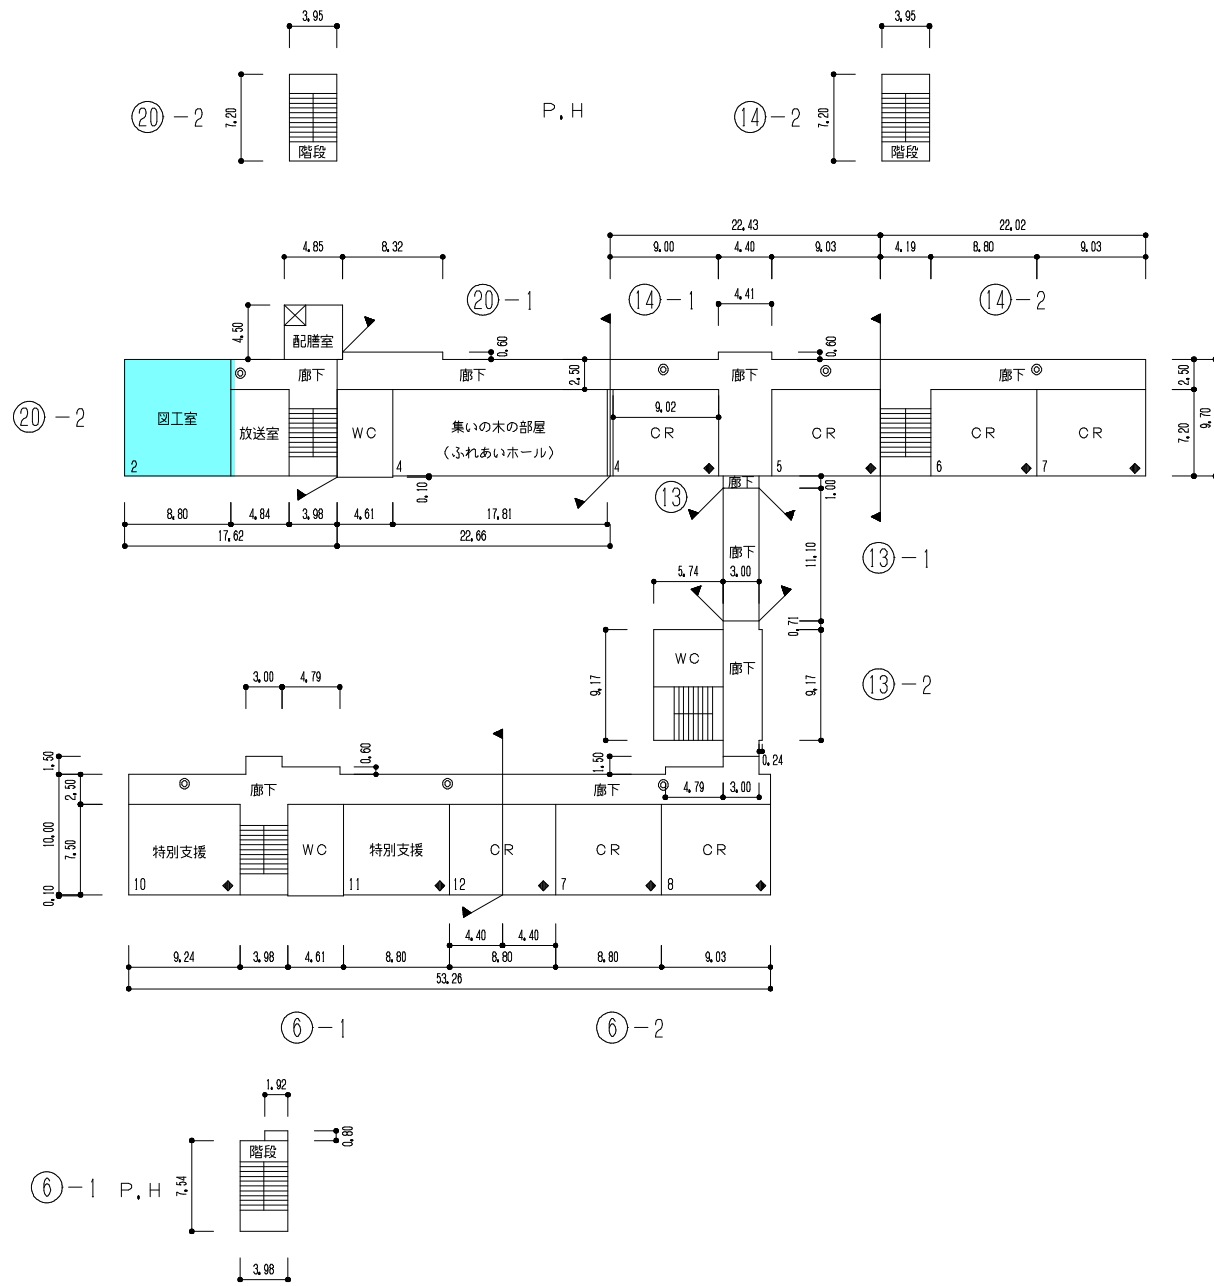 3.95
3.95
20 -2
7.20
階段
P.H
14 -2
7.20
階段
22.43
22.02
4.85
8.32
9.00
4.40
9.03
4.19
8.80
9.03
20 -1
14 -1
4.41
14 -2
4.50
配膳室
0.60
0.60
廊下
廊下
2.50
廊下
廊下
2.50
9.70
20 -2
図工室
放送室
WC
集いの木の部屋
(ふれあいホール)
9.02
CR
CR
CR
CR
7.20
2
4
4
5
6
7
0.10
13
廊下
1.00
8.80
4.84
3.98
4.61
17.81
17.62
22.66
廊下
11.10
13 -1
5.74
3.00
0.71
WC
廊下
9.17
9.17
13 -2
3.00
4.79
1.50
0.60
1.50
0.24
2.50
廊下
廊下
4.79
3.00
10.00
7.50
特別支援
WC
特別支援
CR
CR
CR
10
11
12
7
8
0.10
4.40
4.40
9.24
3.98
4.61
8.80
8.80
8.80
9.03
53.26
6 -1
6 -2
1.92
0.80
階段
6 -1
P.H
7.54
3.98